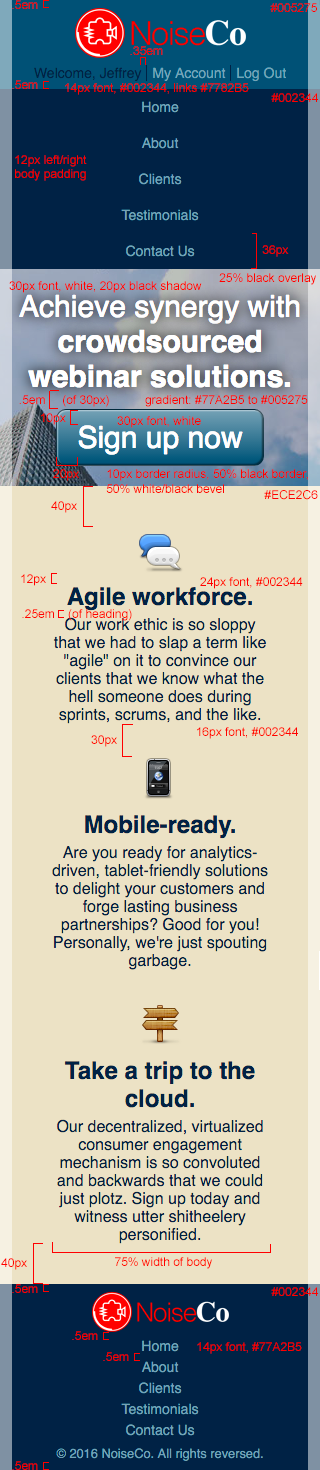 .5em
#005275
NoiseCo
.35em
Welcome, Jeffrey
My Account
Log Out
.5em
14px font, #002344, links #7782B5
#002344
Home
About
12px left/right
body padding
Clients
Testimonials
Contact Us
36px
25% black overlay
30px font, white, 20px black shadow
Achieve synergy with
crowdsourced
webinar solutions.
.5em
(of 30px)
gradient: #77A2B5 to #005275
30px font, white
Sign up now
10px border radius, 50% black border
50% white/black bevel
#ECE2C6
40px
12px
24px font, #002344
Agile workforce.
.25em
(of heading)
Our work ethic is so sloppy
that we had to slap a term like
"agile" on it to convince our
clients that we know what the
hell someone does during
sprints, scrums, and the like.
16px font, #002344
30px
Mobile-ready.
Are you ready for analytics-
driven, tablet-friendly solutions
to delight your customers and
forge lasting business
partnerships? Good for you!
Personally, we're just spouting
garbage.
Take a trip to the
cloud.
Our decentralized, virtualized
consumer engagement
mechanism is so convoluted
and backwards that we could
just plotz. Sign up today and
witness utter shitheelery
personified.
40px
75% width of body
.5em
#002344
NoiseCo
.5em
Home
14px font, #77A2B5
.5em
About
Clients
Testimonials
Contact Us
© 2016 NoiseCo. All rights reversed.
.5em